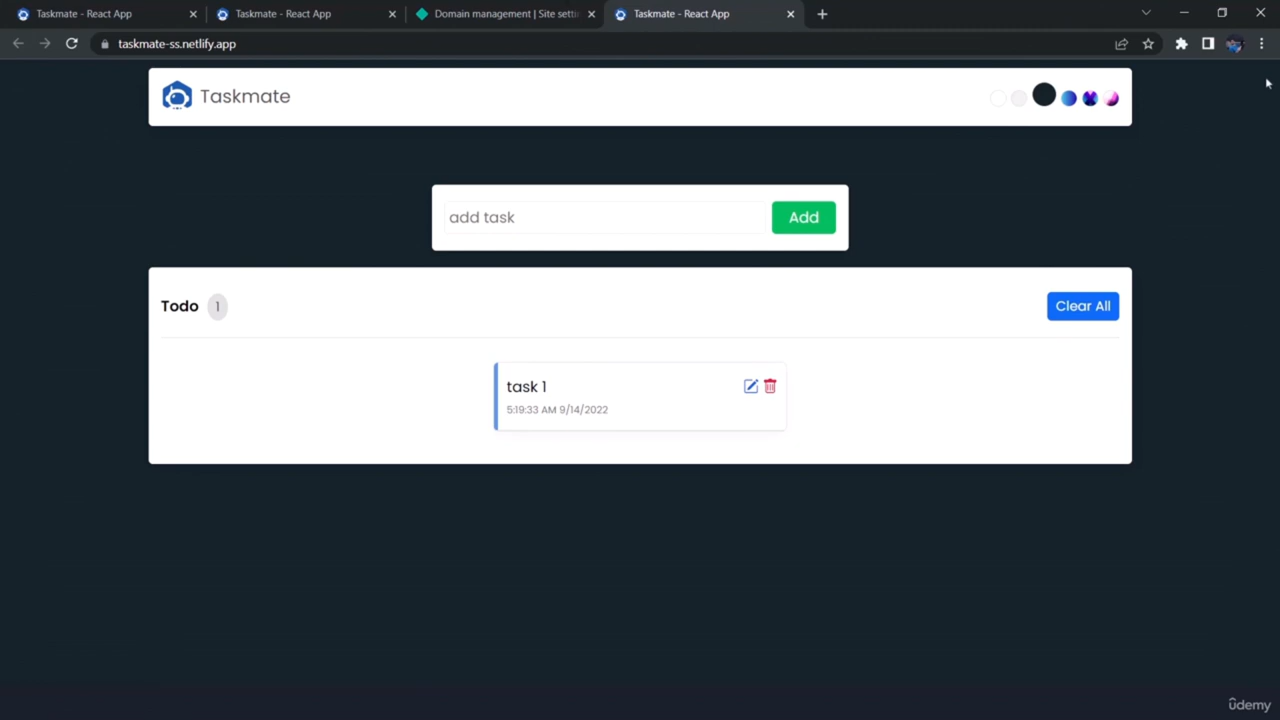 Taskmate - React App
Taskmate - React App
Domain management | Site setti
Taskmate - React App
taskmate-ss.netlify.app
Taskmate
add task
Add
Todo 1
Clear All
task 1
5:19:33 AM 9/14/2022
ûdemy